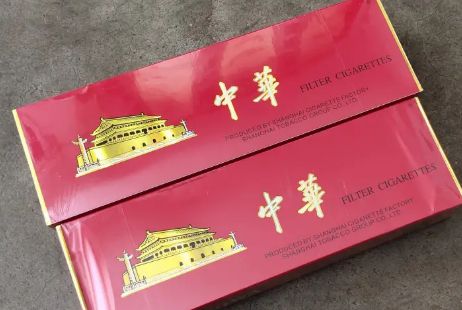 中華
FILTER CIGARETTES
PRODUCED BY SHANGHAI CIGARETTE FACTORY
SHANGHAI TOBACCO GROUP CO., LTD.
中華
FILTER CIGARETTES
PRODUCED BY SHANGHAI CIGARETTE FACTORY
SHANGHAI TOBACCO GROUP CO., LTD.